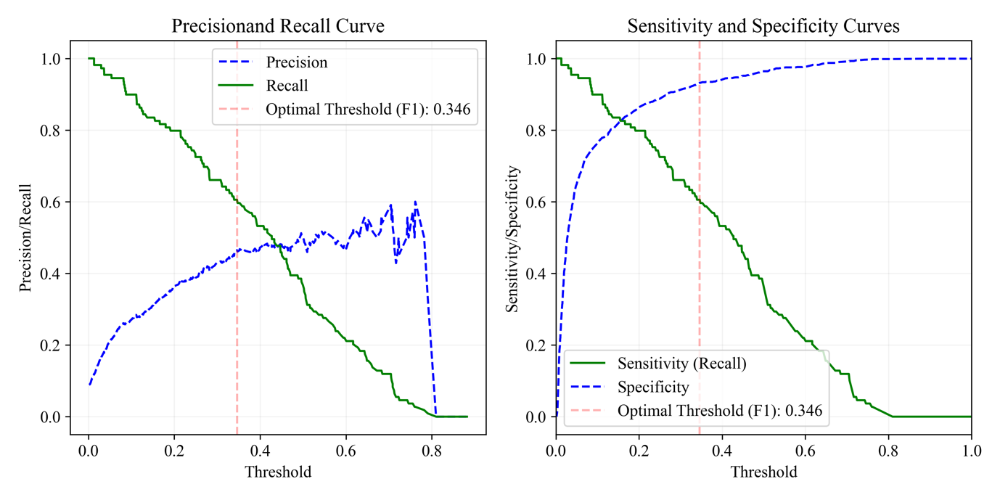 Precisionand Recall Curve
Precision
Recall
Optimal Threshold (F1): 0.346
Precision/Recall
1.0
0.8
0.6
0.4
0.2
0.0
0.0 0.2 0.4 0.6 0.8
Threshold
Sensitivity and Specificity Curves
Sensitivity/Specificity
1.0
0.8
0.6
0.4
0.2
0.0
Sensitivity (Recall)
Specificity
Optimal Threshold (F1): 0.346
0.0 0.2 0.4 0.6 0.8 1.0
Threshold